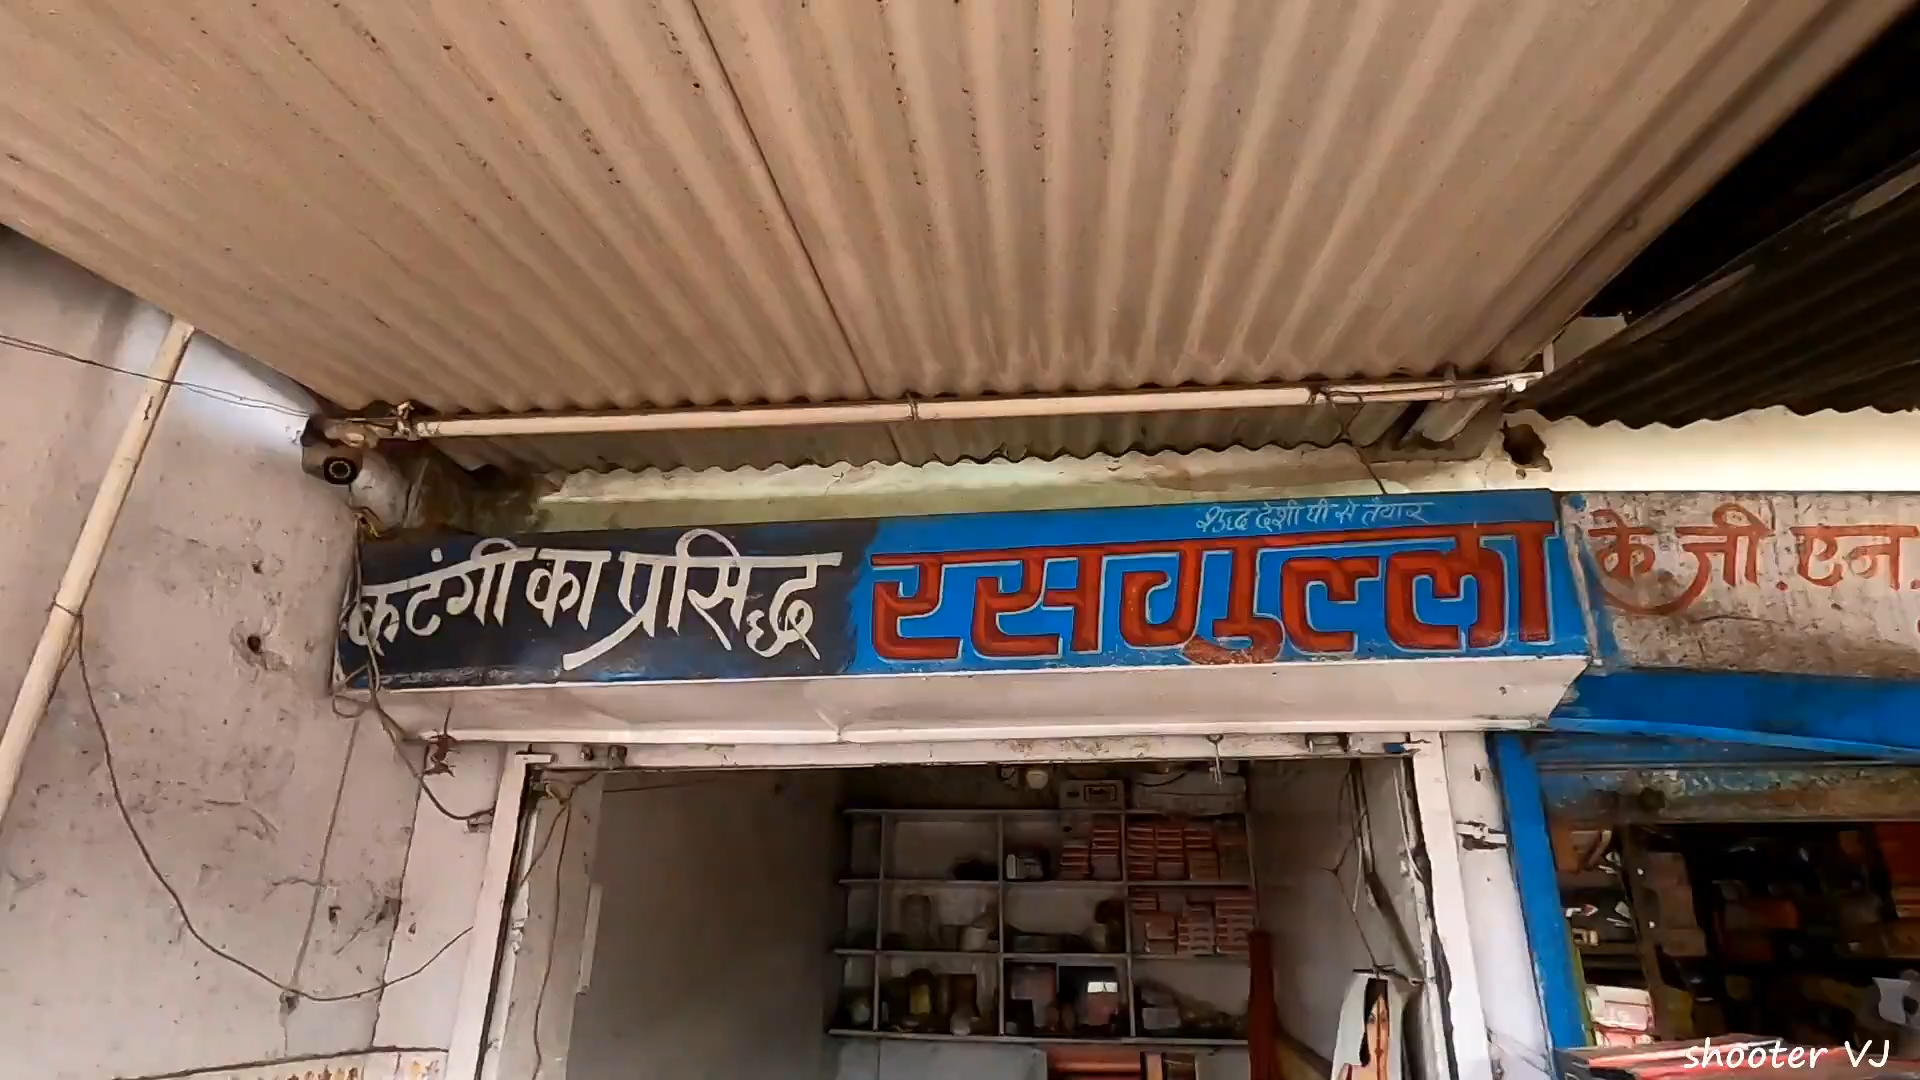 शुद्ध देशी घी से तैयार
कटंगी का प्रसिद्ध रसगुल्ला
के.जी.एन.
shooter VJ